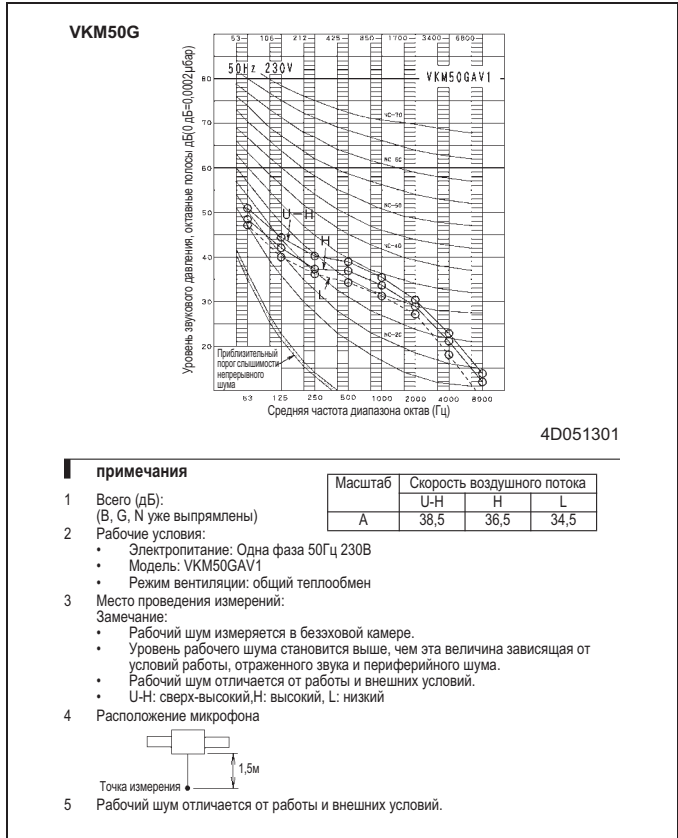 VKM50G
Уровень звукового давления, октавные полосы дБ(0 дБ=0,0002μбар)
53— 106— 212— 425— 850— 1700— 3400— 6800—
50Hz 230V
VKM50GAV1
80
70
60
50
40
30
20
NC-70
NC-60
NC-50
NC-40
NC-20
U-H
H
L
Приблизительный
порог слышимости
непрерывного
шума
63 125 250 500 1000 2000 4000 8000
Средняя частота диапазона октав (Гц)
4D051301
примечания
1 Всего (дБ):
(B, G, N уже выпрямлены)
Масштаб Скорость воздушного потока
U-H H L
A 38,5 36,5 34,5
2 Рабочие условия:
• Электропитание: Одна фаза 50Гц 230В
• Модель: VKM50GAV1
• Режим вентиляции: общий теплообмен
3 Место проведения измерений:
Замечание:
• Рабочий шум измеряется в безэховой камере.
• Уровень рабочего шума становится выше, чем эта величина зависящая от
условий работы, отраженного звука и периферийного шума.
• Рабочий шум отличается от работы и внешних условий.
• U-H: сверх-высокий,H: высокий, L: низкий
4 Расположение микрофона
1,5м
Точка измерения
5 Рабочий шум отличается от работы и внешних условий.